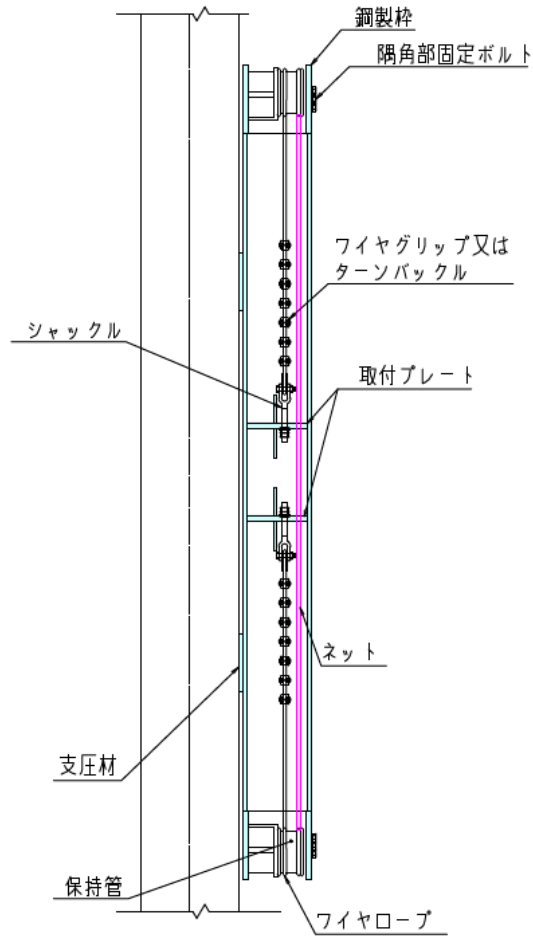 鋼製枠
隅角部固定ボルト
ワイヤグリップ又は
ターンバックル
シャックル
取付プレート
ネット
支圧材
保持管
ワイヤロープ